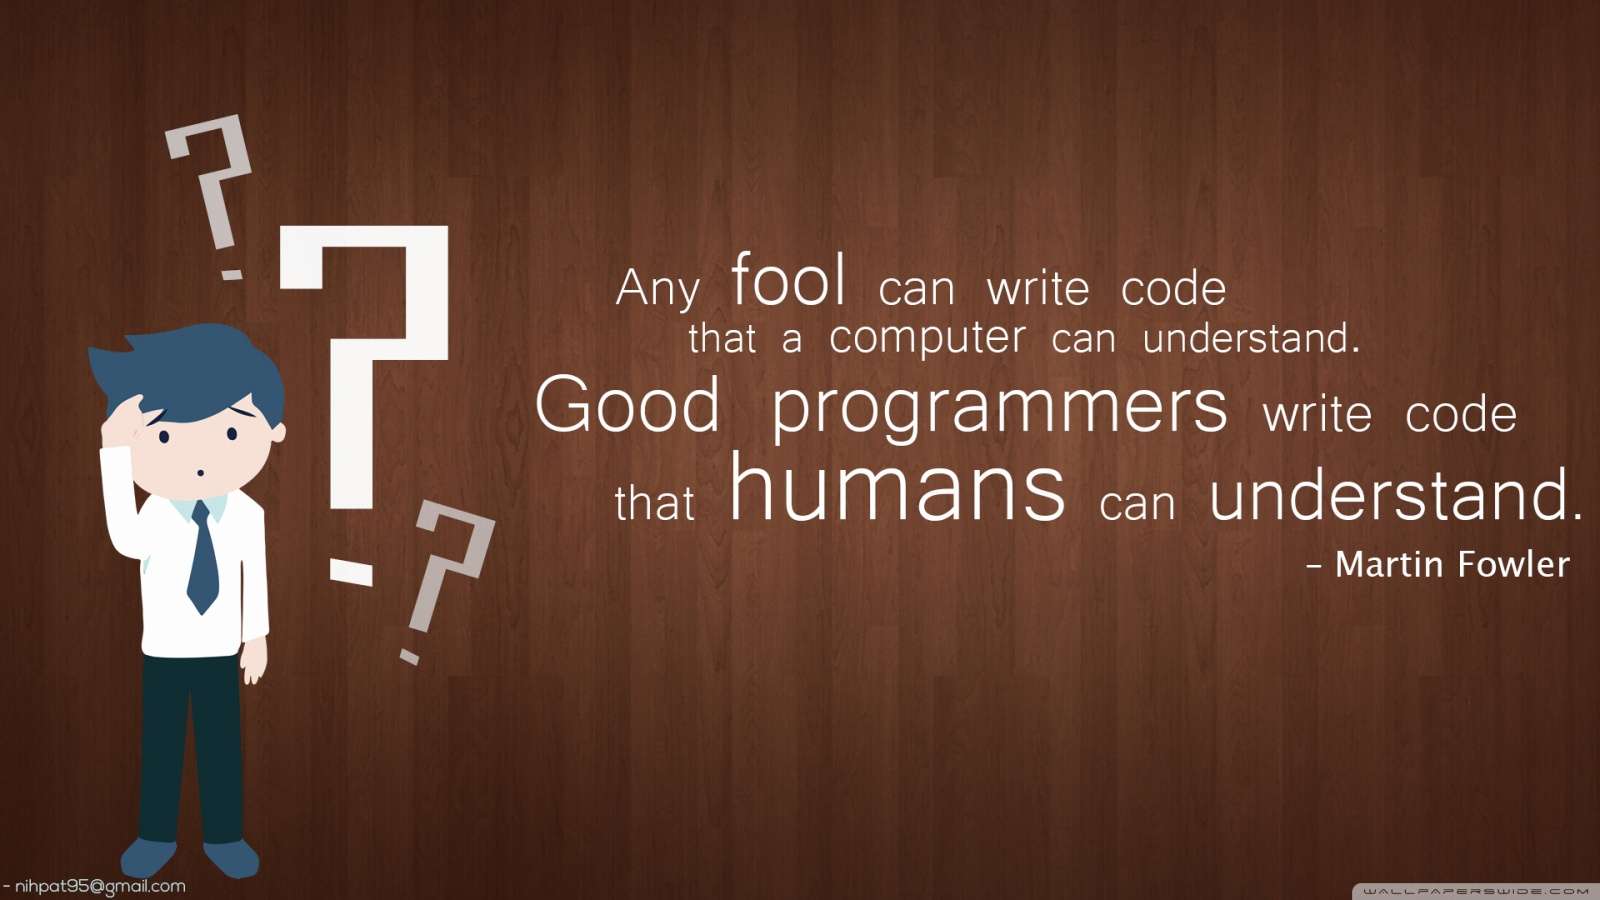 ?
?
?
Any fool can write code
that a computer can understand.
Good programmers write code
that humans can understand.
– Martin Fowler
- nihpat95@gmail.com
WALLPAPERSWIDE.COM